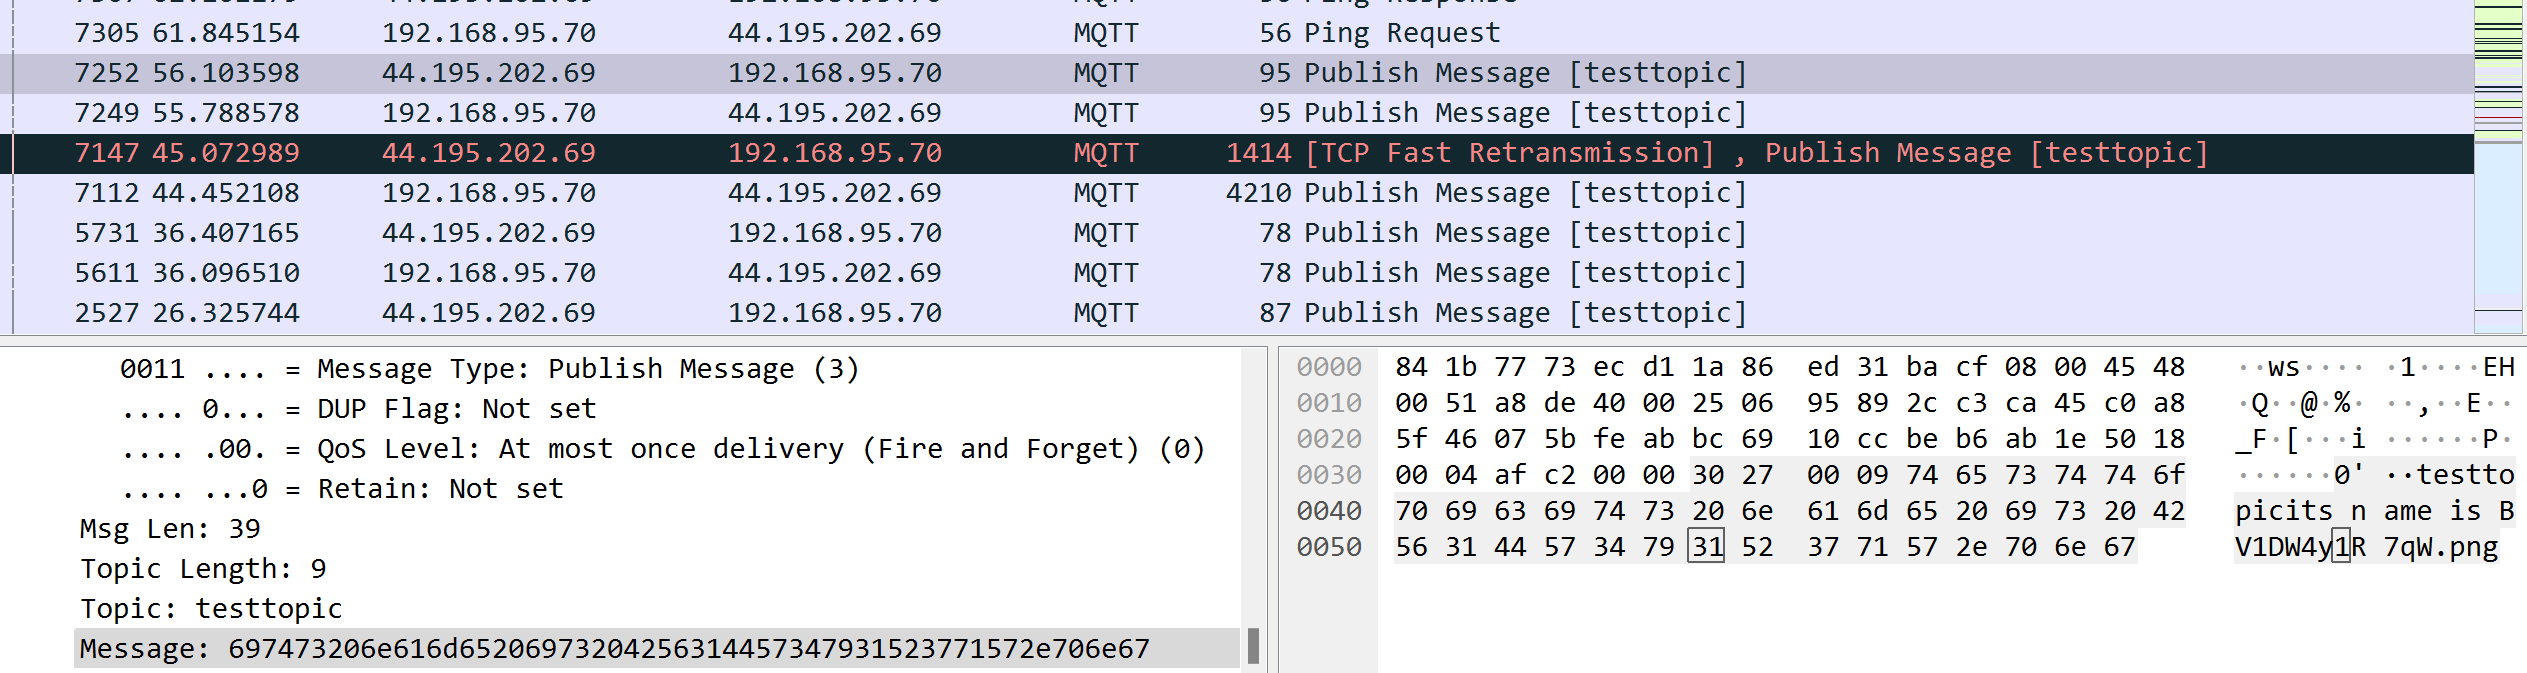 7305 61.845154 192.168.95.70 44.195.202.69 MQTT 56 Ping Request
7252 56.103598 44.195.202.69 192.168.95.70 MQTT 95 Publish Message [testtopic]
7249 55.788578 192.168.95.70 44.195.202.69 MQTT 95 Publish Message [testtopic]
7147 45.072989 44.195.202.69 192.168.95.70 MQTT 1414 [TCP Fast Retransmission] , Publish Message [testtopic]
7112 44.452108 192.168.95.70 44.195.202.69 MQTT 4210 Publish Message [testtopic]
5731 36.407165 44.195.202.69 192.168.95.70 MQTT 78 Publish Message [testtopic]
5611 36.096510 192.168.95.70 44.195.202.69 MQTT 78 Publish Message [testtopic]
2527 26.325744 44.195.202.69 192.168.95.70 MQTT 87 Publish Message [testtopic]
0011 .... = Message Type: Publish Message (3)
.... 0... = DUP Flag: Not set
.... .00. = QoS Level: At most once delivery (Fire and Forget) (0)
.... ...0 = Retain: Not set
Msg Len: 39
Topic Length: 9
Topic: testtopic
Message: 697473206e616d65206973204256314457347931523771572e706e67
0000 84 1b 77 73 ec d1 1a 86 ed 31 ba cf 08 00 45 48 ··ws···· ·1····EH
0010 00 51 a8 de 40 00 25 06 95 89 2c c3 ca 45 c0 a8 ·Q··@·%· ··,··E··
0020 5f 46 07 5b fe ab bc 69 10 cc be b6 ab 1e 50 18 _F·[···i ······P·
0030 00 04 af c2 00 00 30 27 00 09 74 65 73 74 74 6f ······0' ··testto
0040 70 69 63 69 74 73 20 6e 61 6d 65 20 69 73 20 42 picits n ame is B
0050 56 31 44 57 34 79 31 52 37 71 57 2e 70 6e 67 V1DW4y1R 7qW.png